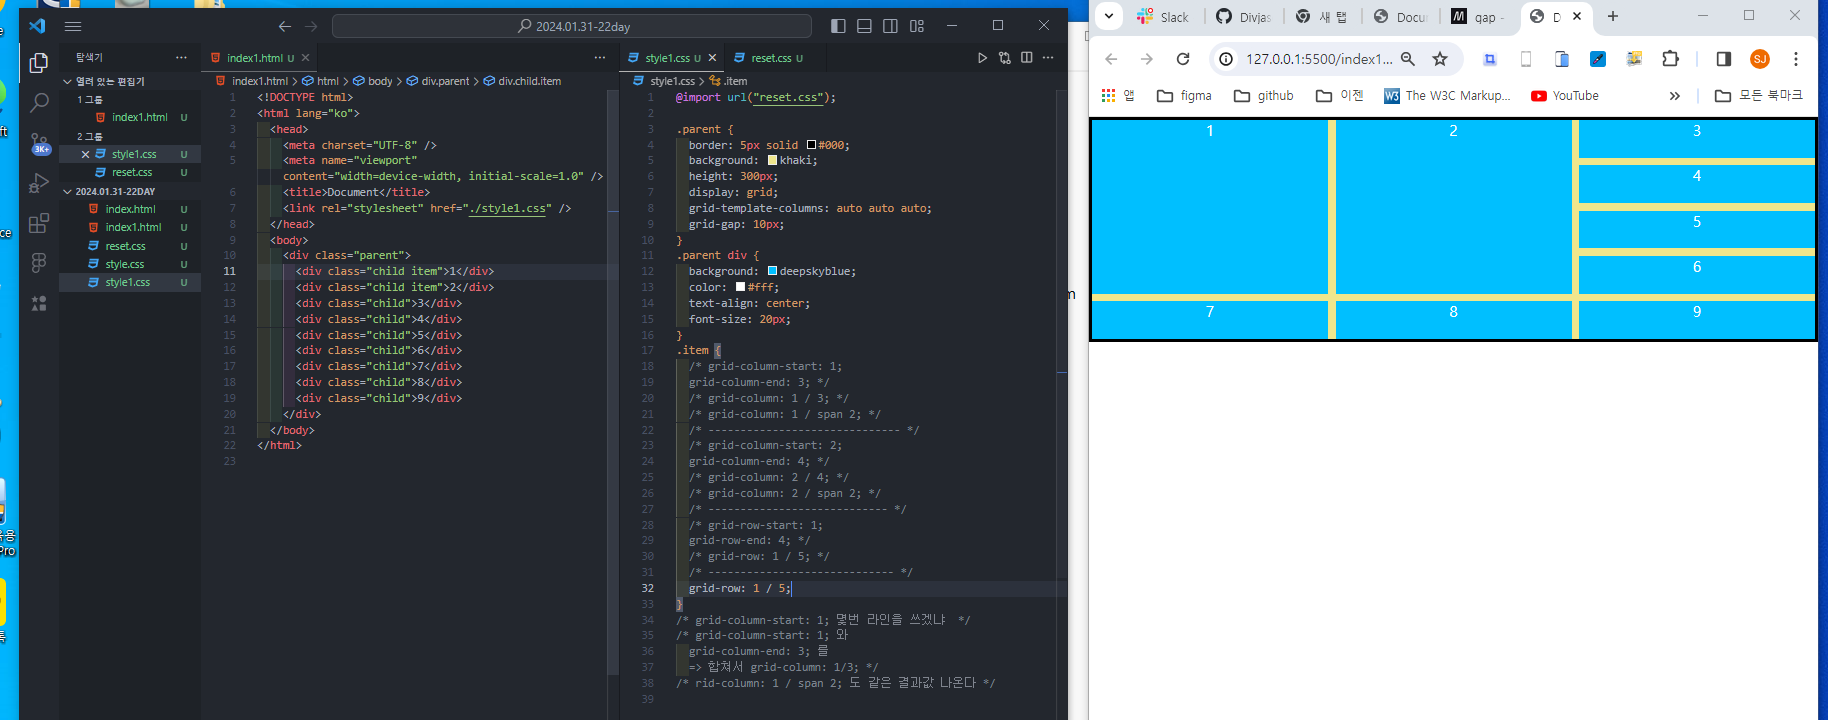 2024.01.31-22day
탐색기
열려 있는 편집기
1 그룹
index1.html U
2 그룹
style1.css U
reset.css U
2024.01.31-22DAY
index.html U
index1.html U
reset.css U
style.css U
style1.css U
3K+
index1.html U
index1.html > html > body > div.parent > div.child.item
1 <!DOCTYPE html>
2 <html lang="ko">
3 <head>
4 <meta charset="UTF-8" />
5 <meta name="viewport"
content="width=device-width, initial-scale=1.0" />
6 <title>Document</title>
7 <link rel="stylesheet" href="./style1.css" />
8 </head>
9 <body>
10 <div class="parent">
11 <div class="child item">1</div>
12 <div class="child item">2</div>
13 <div class="child">3</div>
14 <div class="child">4</div>
15 <div class="child">5</div>
16 <div class="child">6</div>
17 <div class="child">7</div>
18 <div class="child">8</div>
19 <div class="child">9</div>
20 </div>
21 </body>
22 </html>
23
style1.css U
reset.css U
style1.css > .item
1 @import url("reset.css");
2
3 .parent {
4 border: 5px solid #000;
5 background: khaki;
6 height: 300px;
7 display: grid;
8 grid-template-columns: auto auto auto;
9 grid-gap: 10px;
10 }
11 .parent div {
12 background: deepskyblue;
13 color: #fff;
14 text-align: center;
15 font-size: 20px;
16 }
17 .item {
18 /* grid-column-start: 1;
19 grid-column-end: 3; */
20 /* grid-column: 1 / 3; */
21 /* grid-column: 1 / span 2; */
22 /* ------------------------------ */
23 /* grid-column-start: 2;
24 grid-column-end: 4; */
25 /* grid-column: 2 / 4; */
26 /* grid-column: 2 / span 2; */
27 /* ---------------------------- */
28 /* grid-row-start: 1;
29 grid-row-end: 4; */
30 /* grid-row: 1 / 5; */
31 /* ----------------------------- */
32 grid-row: 1 / 5;
33 }
34 /* grid-column-start: 1; 몇번 라인을 쓰겠냐 */
35 /* grid-column-start: 1; 와
36 grid-column-end: 3; 를
37 => 합쳐서 grid-column: 1/3; */
38 /* rid-column: 1 / span 2; 도 같은 결과값 나온다 */
39
Slack
Divjas
새 탭
Docu
gap -
D
127.0.0.1:5500/index1...
SJ
앱
figma
github
이젠
The W3C Markup...
YouTube
모든 북마크
1
2
3
4
5
6
7
8
9
Pro